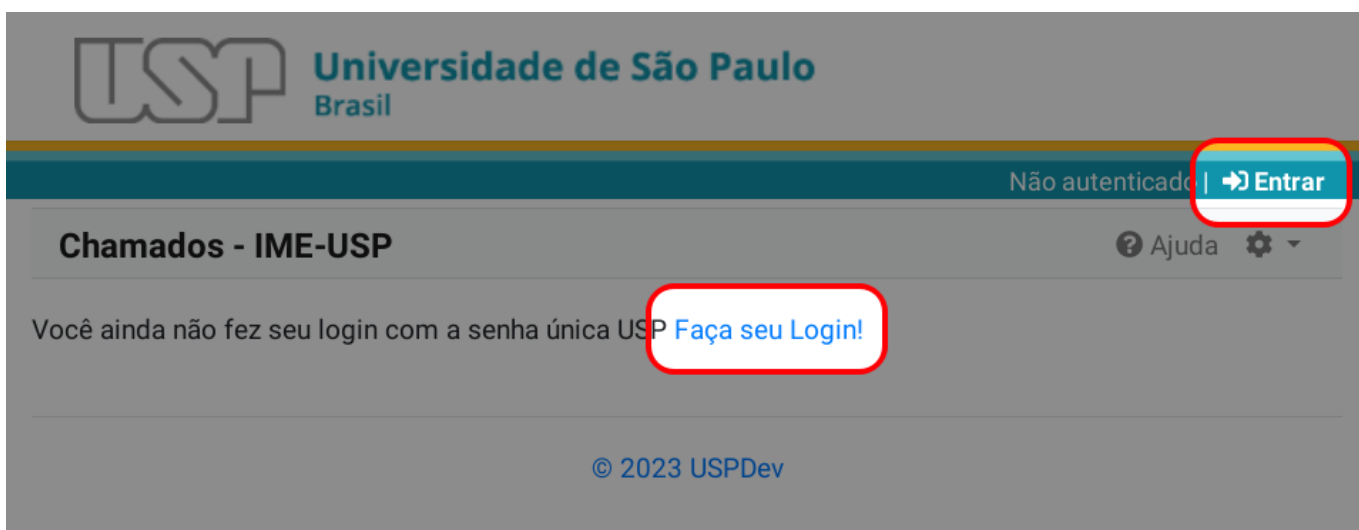 USP
Universidade de São Paulo
Brasil
Não autenticado | Entrar
Chamados - IME-USP
Ajuda
Você ainda não fez seu login com a senha única USP Faça seu Login!
© 2023 USPDev